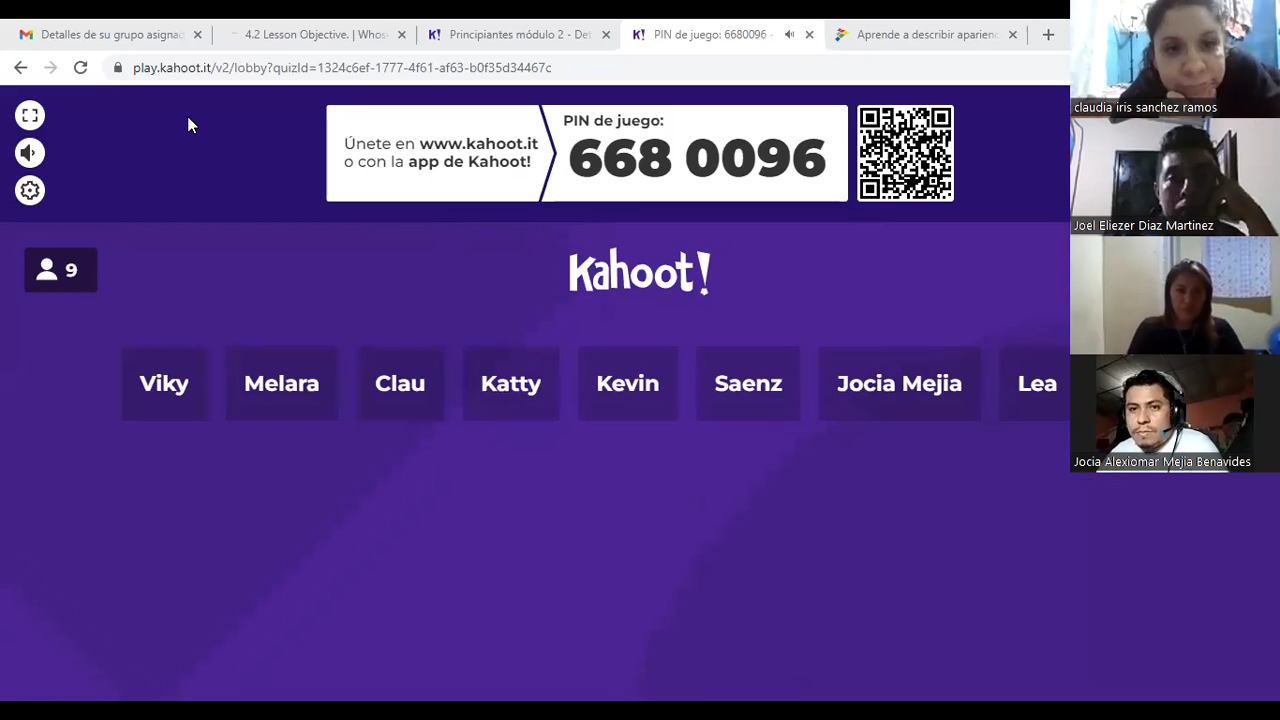 Detalles de su grupo asignac
4.2 Lesson Objective. | Whos
Principiantes módulo 2 - Det
PIN de juego: 6680096 -
Aprende a describir aparienc
play.kahoot.it/v2/lobby?quizId=1324c6ef-1777-4f61-af63-b0f35d34467c
Únete en www.kahoot.it
o con la app de Kahoot!
PIN de juego:
668 0096
9
Kahoot!
Viky
Melara
Clau
Katty
Kevin
Saenz
Jocia Mejia
Lea
claudia iris sanchez ramos
Joel Eliezer Diaz Martinez
Jocia Alexiomar Mejia Benavides